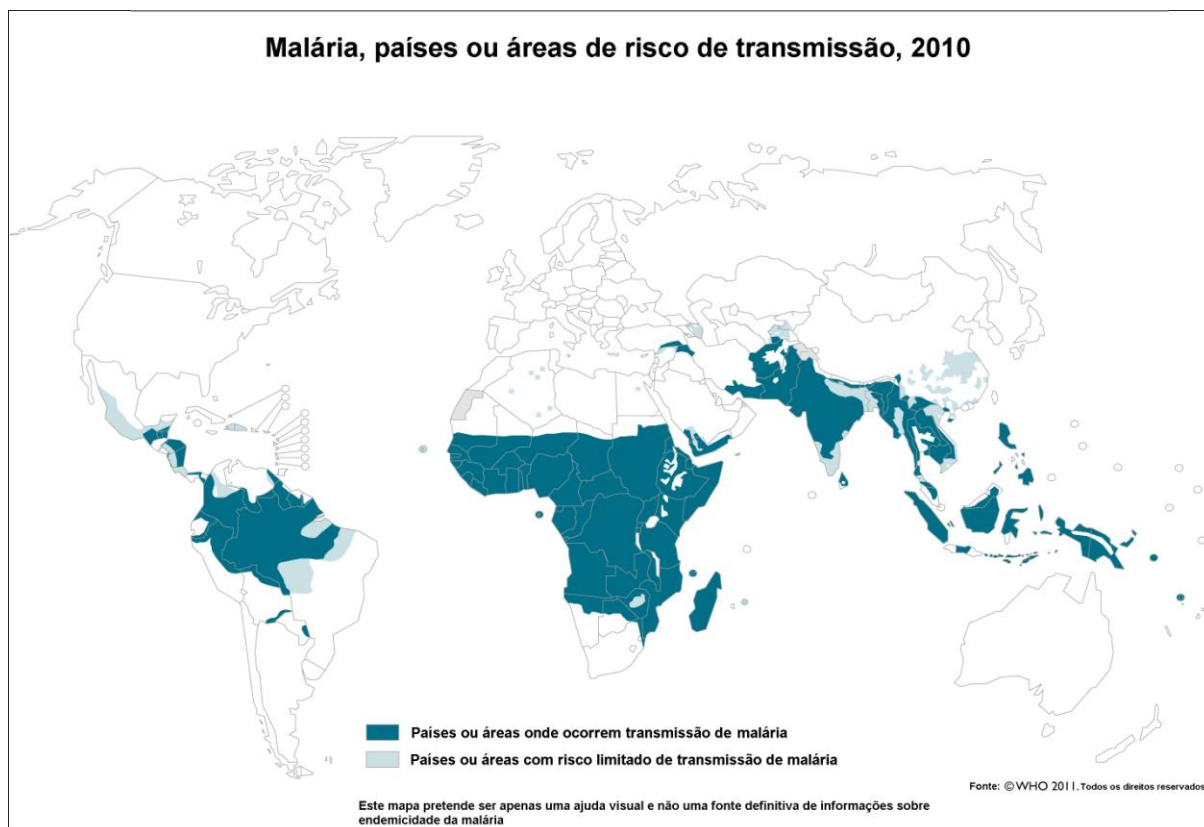 Malária, países ou áreas de risco de transmissão, 2010
Países ou áreas onde ocorrem transmissão de malária
Países ou áreas com risco limitado de transmissão de malária
Fonte: © WHO 2011. Todos os direitos reservados
Este mapa pretende ser apenas uma ajuda visual e não uma fonte definitiva de informações sobre
endemicidade da malária